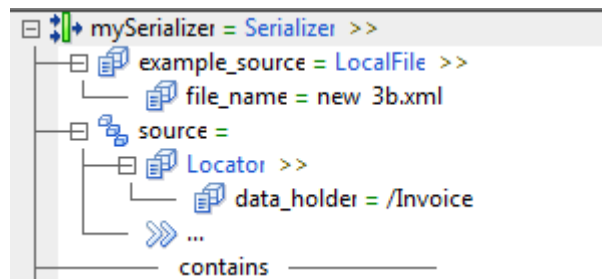 mySerializer = Serializer >>
example_source = LocalFile >>
file_name = new 3b.xml
source =
Locator >>
data_holder = /Invoice
...
contains